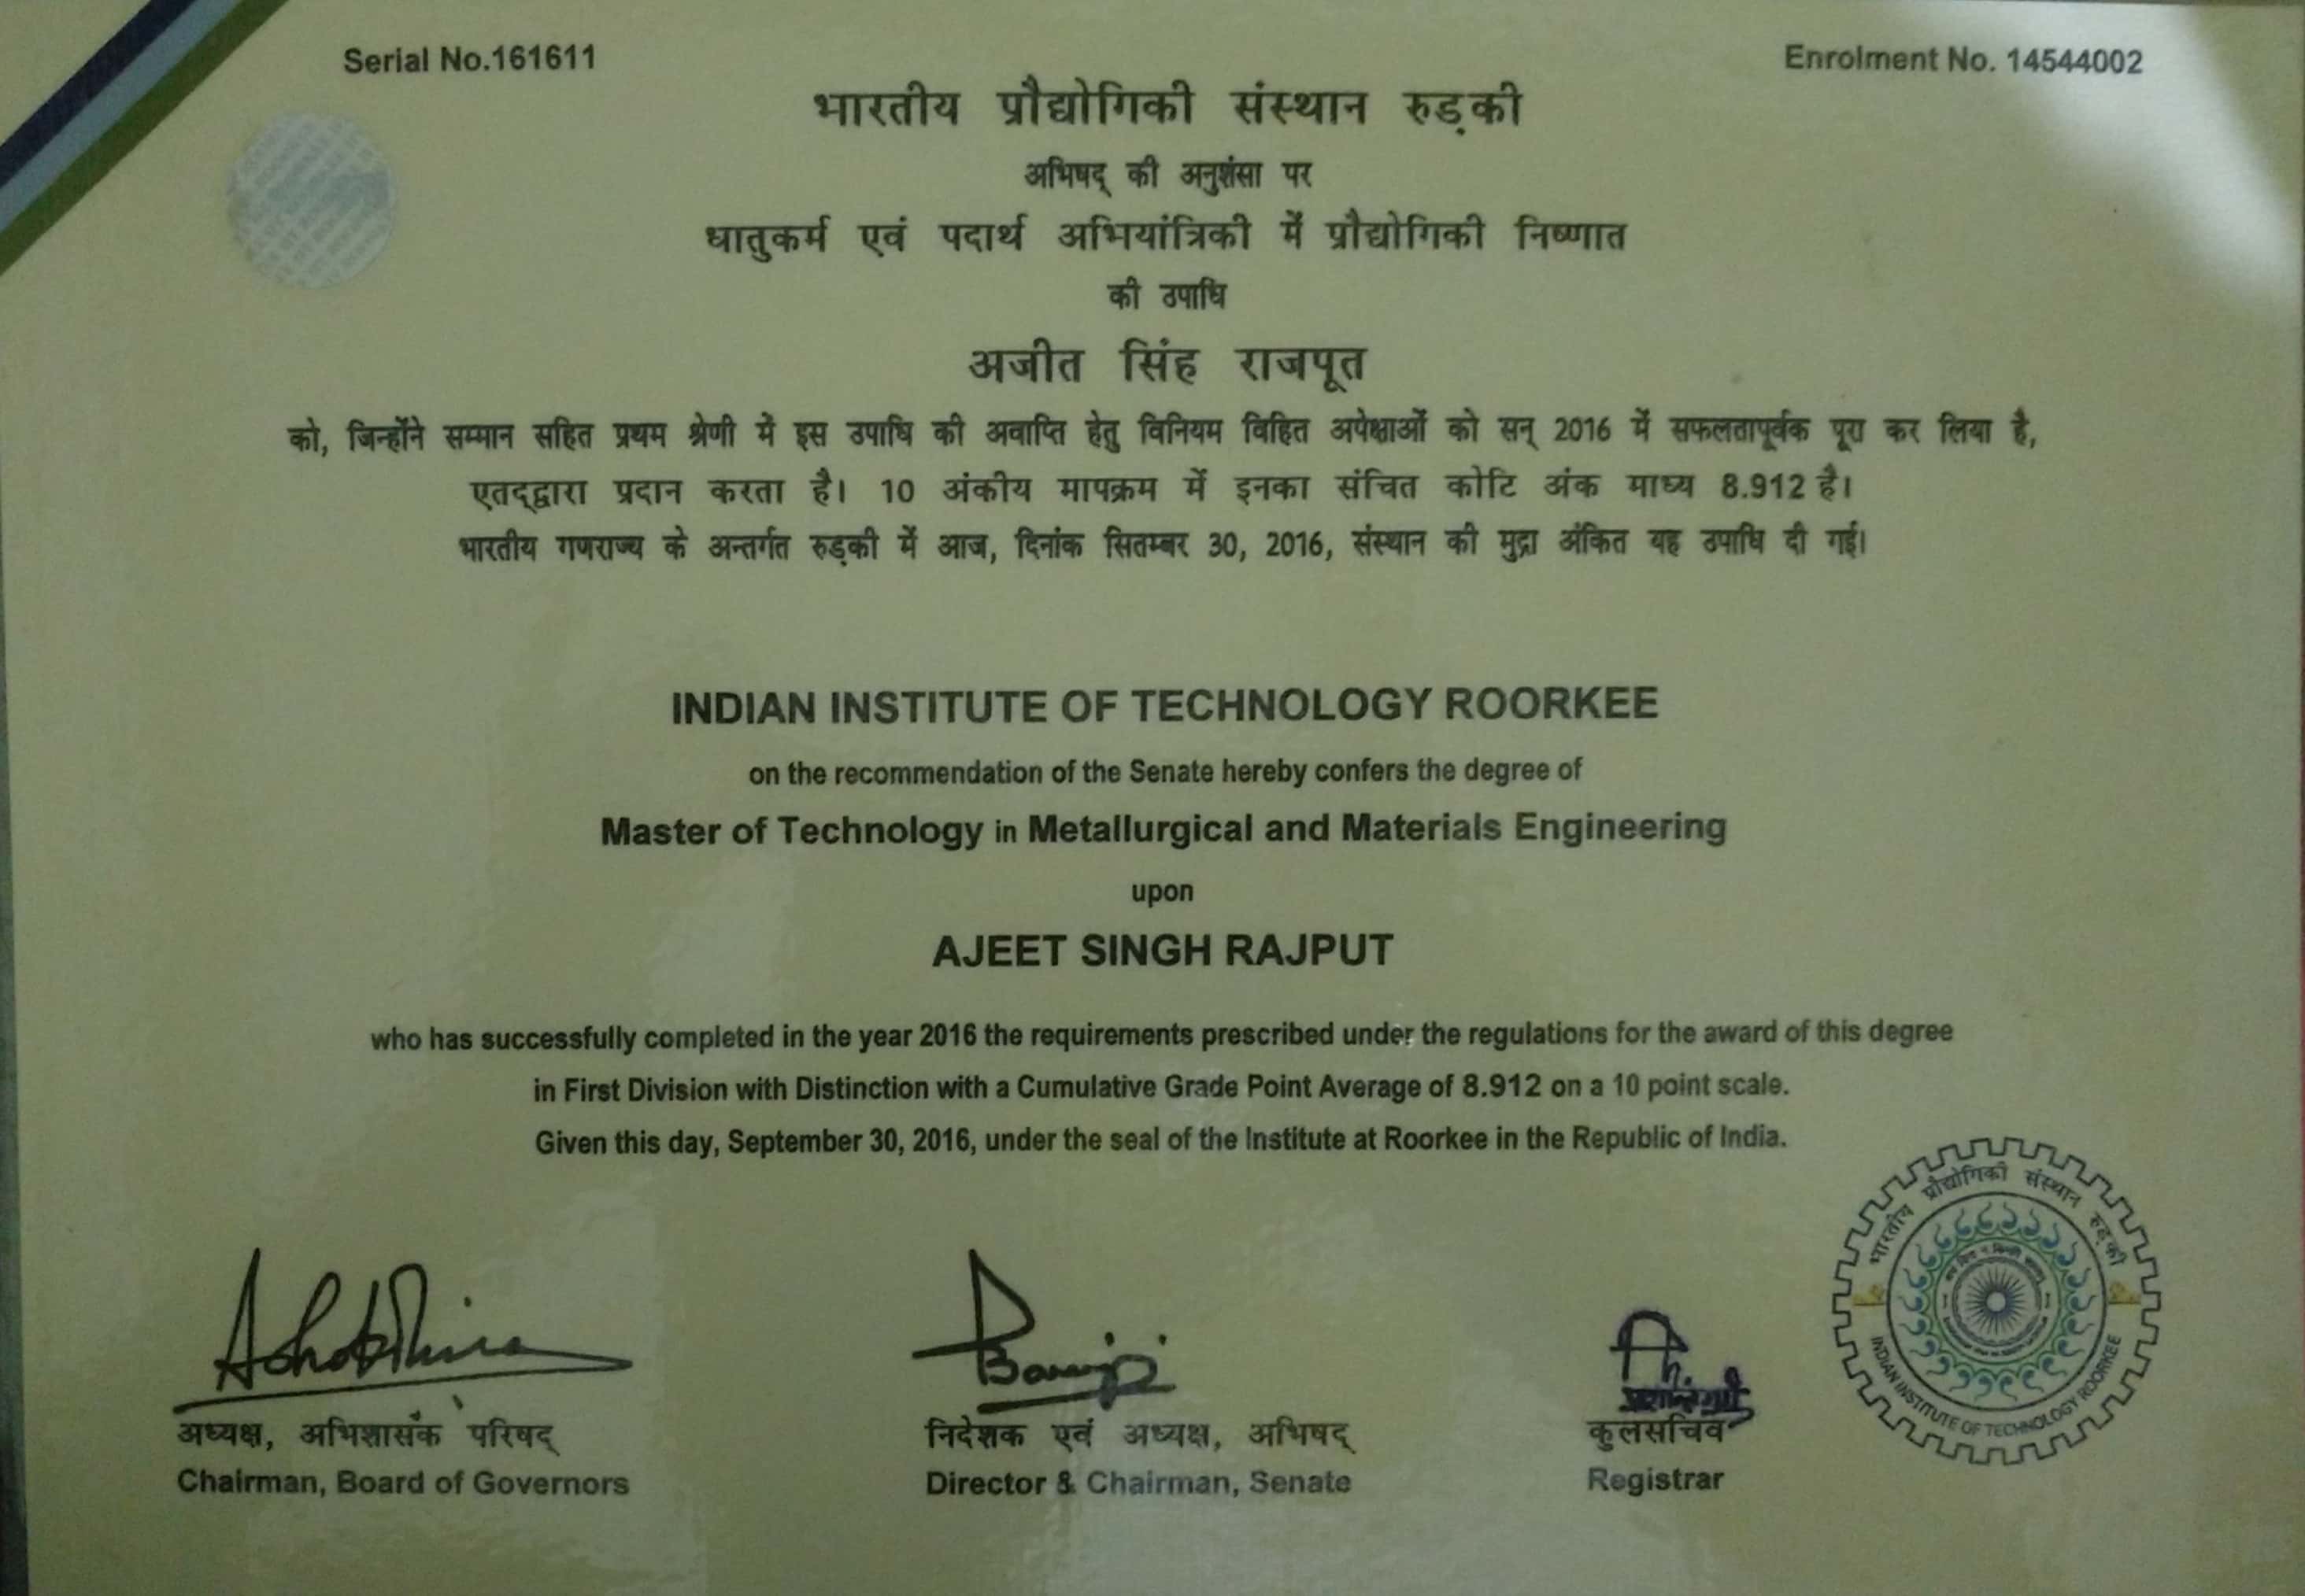 Serial No.161611
Enrolment No. 14544002
भारतीय प्रौद्योगिकी संस्थान रुड़की
अभिषद् की अनुशंसा पर
धातुकर्म एवं पदार्थ अभियांत्रिकी में प्रौद्योगिकी निष्णात
की उपाधि
अजीत सिंह राजपूत
को, जिन्होंने सम्मान सहित प्रथम श्रेणी में इस उपाधि की अवाप्ति हेतु विनियम विहित अपेक्षाओं को सन् 2016 में सफलतापूर्वक पूरा कर लिया है,
एतद्द्वारा प्रदान करता है। 10 अंकीय मापक्रम में इनका संचित कोटि अंक माध्य 8.912 है।
भारतीय गणराज्य के अन्तर्गत रुड़की में आज, दिनांक सितम्बर 30, 2016, संस्थान की मुद्रा अंकित यह उपाधि दी गई।
INDIAN INSTITUTE OF TECHNOLOGY ROORKEE
on the recommendation of the Senate hereby confers the degree of
Master of Technology in Metallurgical and Materials Engineering
upon
AJEET SINGH RAJPUT
who has successfully completed in the year 2016 the requirements prescribed under the regulations for the award of this degree
in First Division with Distinction with a Cumulative Grade Point Average of 8.912 on a 10 point scale.
Given this day, September 30, 2016, under the seal of the Institute at Roorkee in the Republic of India.
भारतीय प्रौद्योगिकी संस्थान रुड़की
INDIAN INSTITUTE OF TECHNOLOGY ROORKEE
अध्यक्ष, अभिशासक परिषद्
Chairman, Board of Governors
निदेशक एवं अध्यक्ष, अभिषद्
Director & Chairman, Senate
कुलसचिव
Registrar